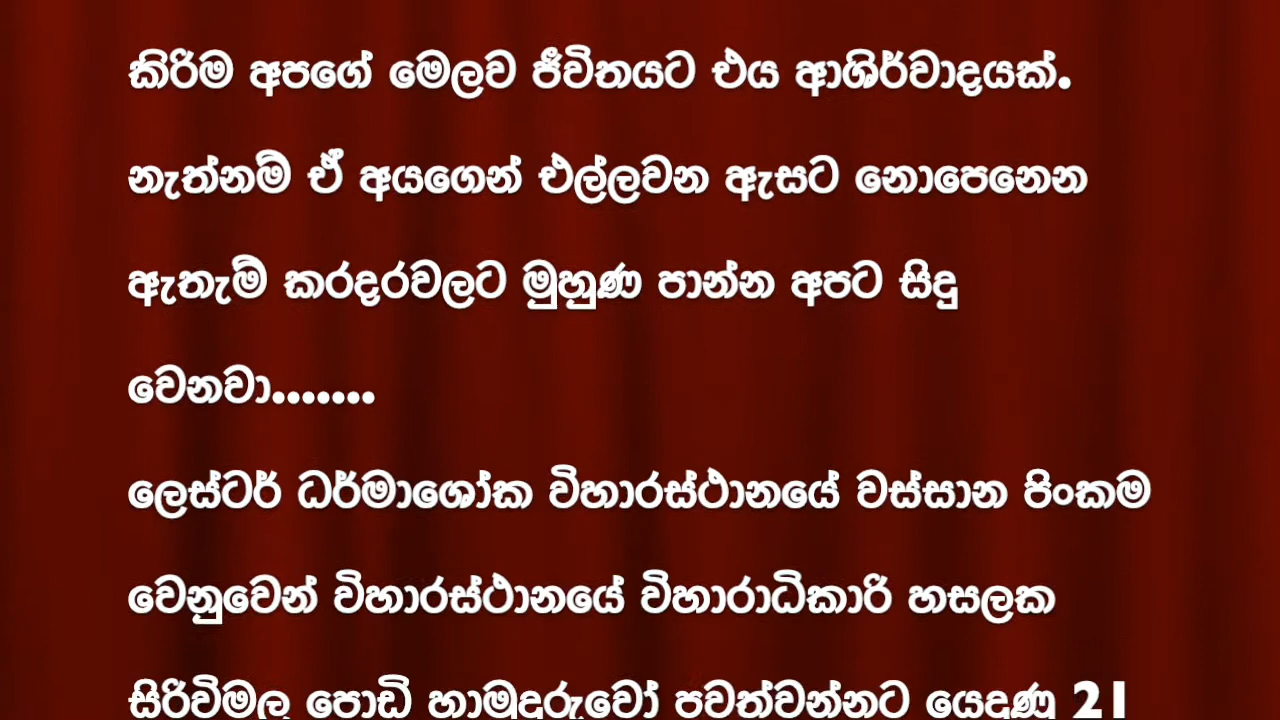 කිරිම අපගේ මෙලව ජීවිතයට එය ආශිර්වාදයක්.
නැත්නම් ඒ අයගෙන් එල්ලවන ඇසට නොපෙනෙන
ඇතැම් කරදරවලට මුහුණ පාන්න අපට සිදු
වෙනවා.......
ලෙස්ටර් ධර්මාශෝක විහාරස්ථානයේ වස්සාන පිංකම
වෙනුවෙන් විහාරස්ථානයේ විහාරාධිකාරි හසලක
සිරිවිමල පොඩි හාමුදුරුවෝ පවත්වන්නට යෙදුණු 21